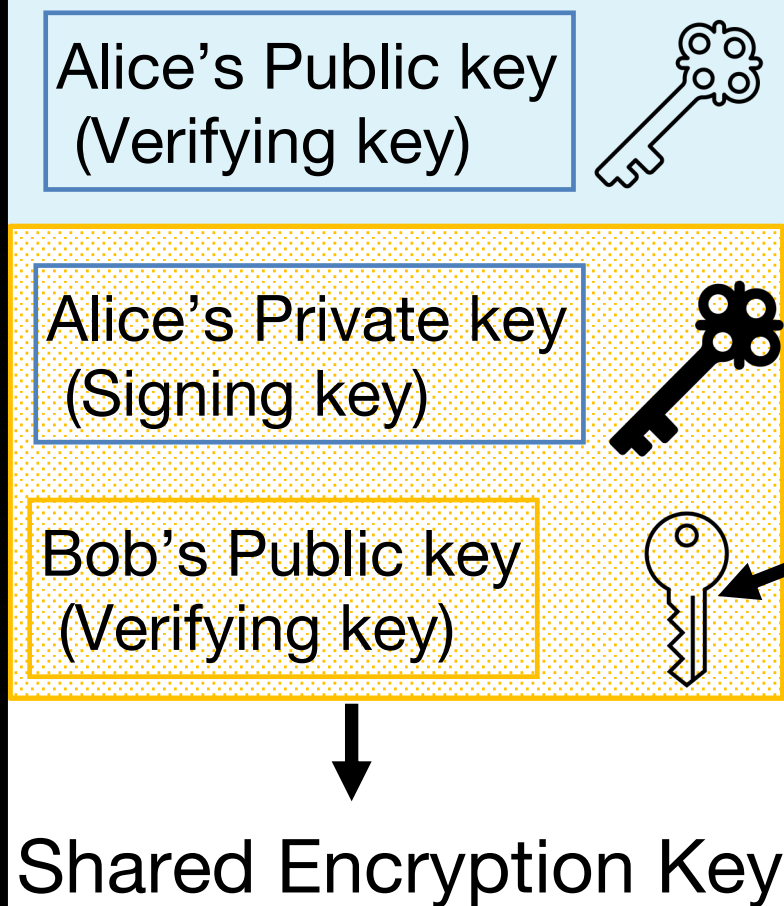 Alice’s Public key
(Verifying key)
Alice’s Private key
(Signing key)
Bob’s Public key
(Verifying key)
Shared Encryption Key